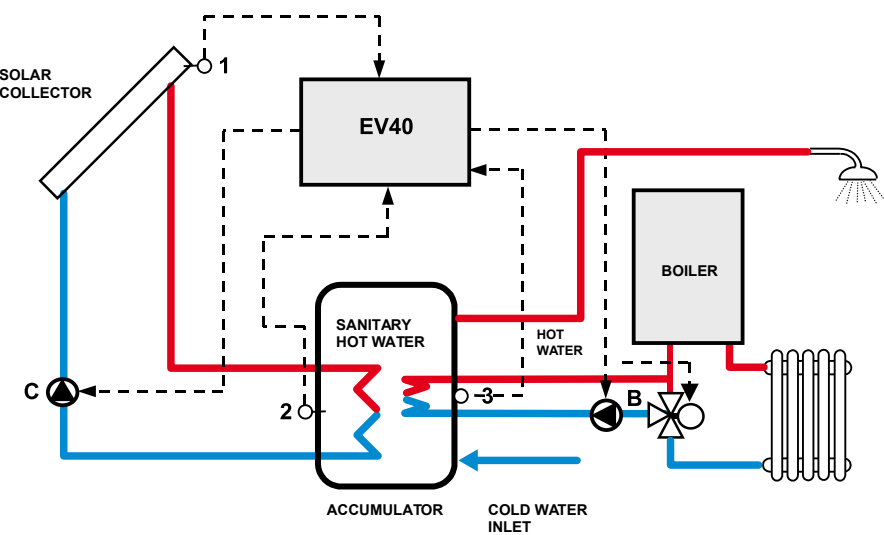 1
SOLAR
COLLECTOR
EV40
BOILER
SANITARY
HOT WATER
HOT
WATER
C
2
3
B
ACCUMULATOR
COLD WATER
INLET